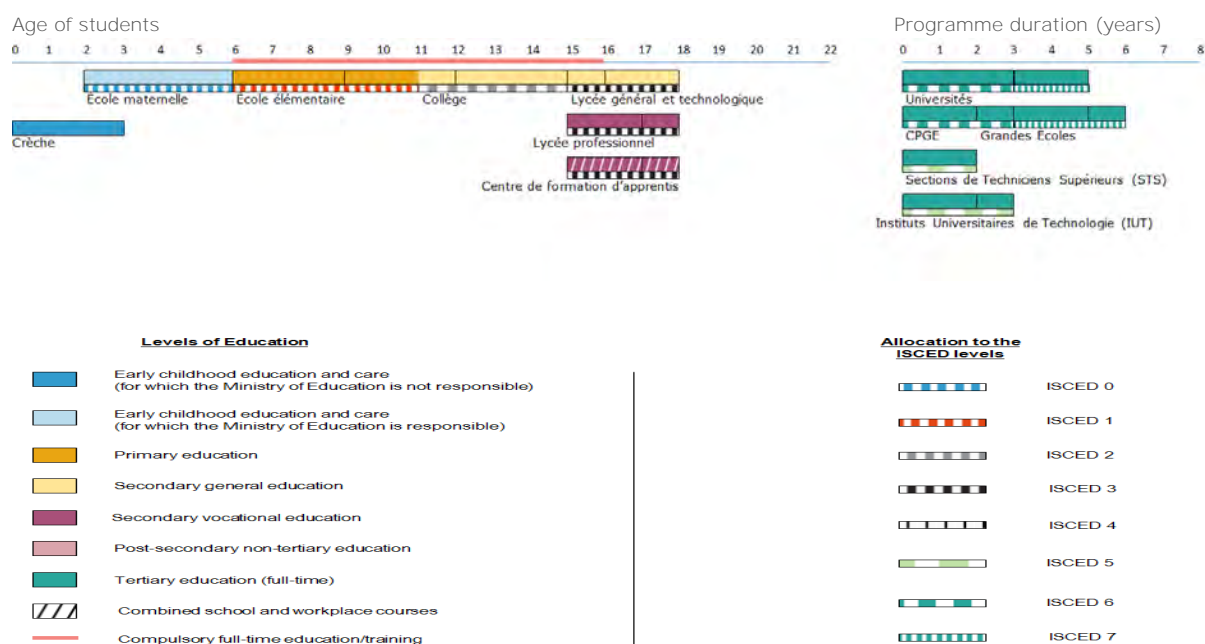 Age of students
Programme duration (years)
0 1 2 3 4 5 6 7 8 9 10 11 12 13 14 15 16 17 18 19 20 21 22
0 1 2 3 4 5 6 7 8
École maternelle École élémentaire Collège Lycée général et technologique
Universités
Crèche
Lycée professionnel
CPGE Grandes Ecoles
Centre de formation d'apprentis
Sections de Techniciens Supérieurs (STS)
Instituts Universitaires de Technologie (IUT)
Levels of Education
Early childhood education and care
(for which the Ministry of Education is not responsible)
Early childhood education and care
(for which the Ministry of Education is responsible)
Primary education
Secondary general education
Secondary vocational education
Post-secondary non-tertiary education
Tertiary education (full-time)
Combined school and workplace courses
Compulsory full-time education/training
Allocation to the
ISCED levels
ISCED 0
ISCED 1
ISCED 2
ISCED 3
ISCED 4
ISCED 5
ISCED 6
ISCED 7